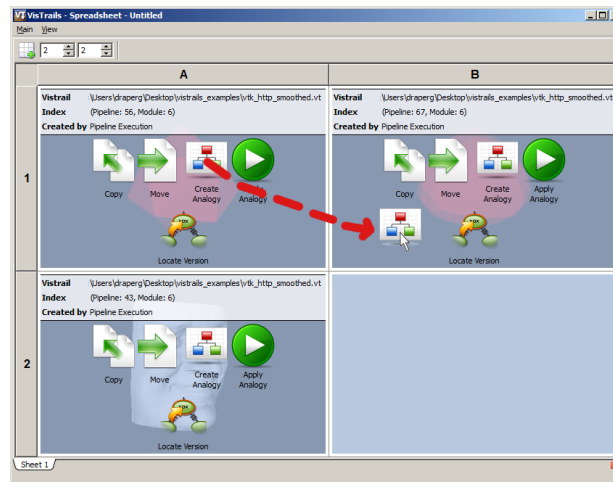 VisTrails - Spreadsheet - Untitled
Main View
2 2
A B
Vistrail \Users\draperg\Desktop\vistrails_examples\vtk_http_smoothed.vt
Index (Pipeline: 56, Module: 6)
Created by Pipeline Execution
Copy Move Create Analogy Apply Analogy
Locate Version
Vistrail \Users\draperg\Desktop\vistrails_examples\vtk_http_smoothed.vt
Index (Pipeline: 67, Module: 6)
Created by Pipeline Execution
Copy Move Create Analogy Apply Analogy
Locate Version
1
Vistrail \Users\draperg\Desktop\vistrails_examples\vtk_http_smoothed.vt
Index (Pipeline: 43, Module: 6)
Created by Pipeline Execution
Copy Move Create Analogy Apply Analogy
Locate Version
2
Sheet 1